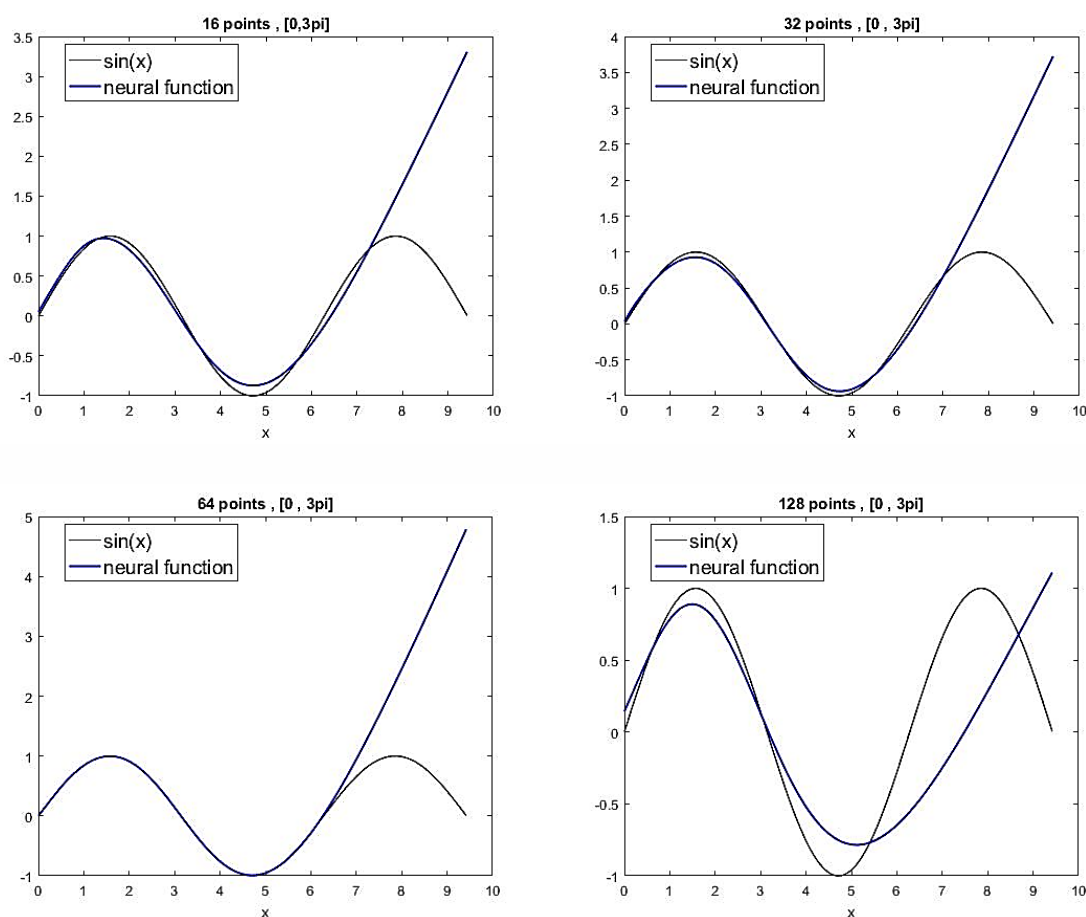 16 points , [0,3pi]
3.5
3
2.5
2
1.5
1
0.5
0
-0.5
-1
sin(x)
neural function
0 1 2 3 4 5 6 7 8 9 10
x
32 points , [0 , 3pi]
4
3.5
3
2.5
2
1.5
1
0.5
0
-0.5
-1
sin(x)
neural function
0 1 2 3 4 5 6 7 8 9 10
x
64 points , [0 , 3pi]
5
4
3
2
1
0
-1
sin(x)
neural function
0 1 2 3 4 5 6 7 8 9 10
x
128 points , [0 , 3pi]
1.5
1
0.5
0
-0.5
-1
sin(x)
neural function
0 1 2 3 4 5 6 7 8 9 10
x